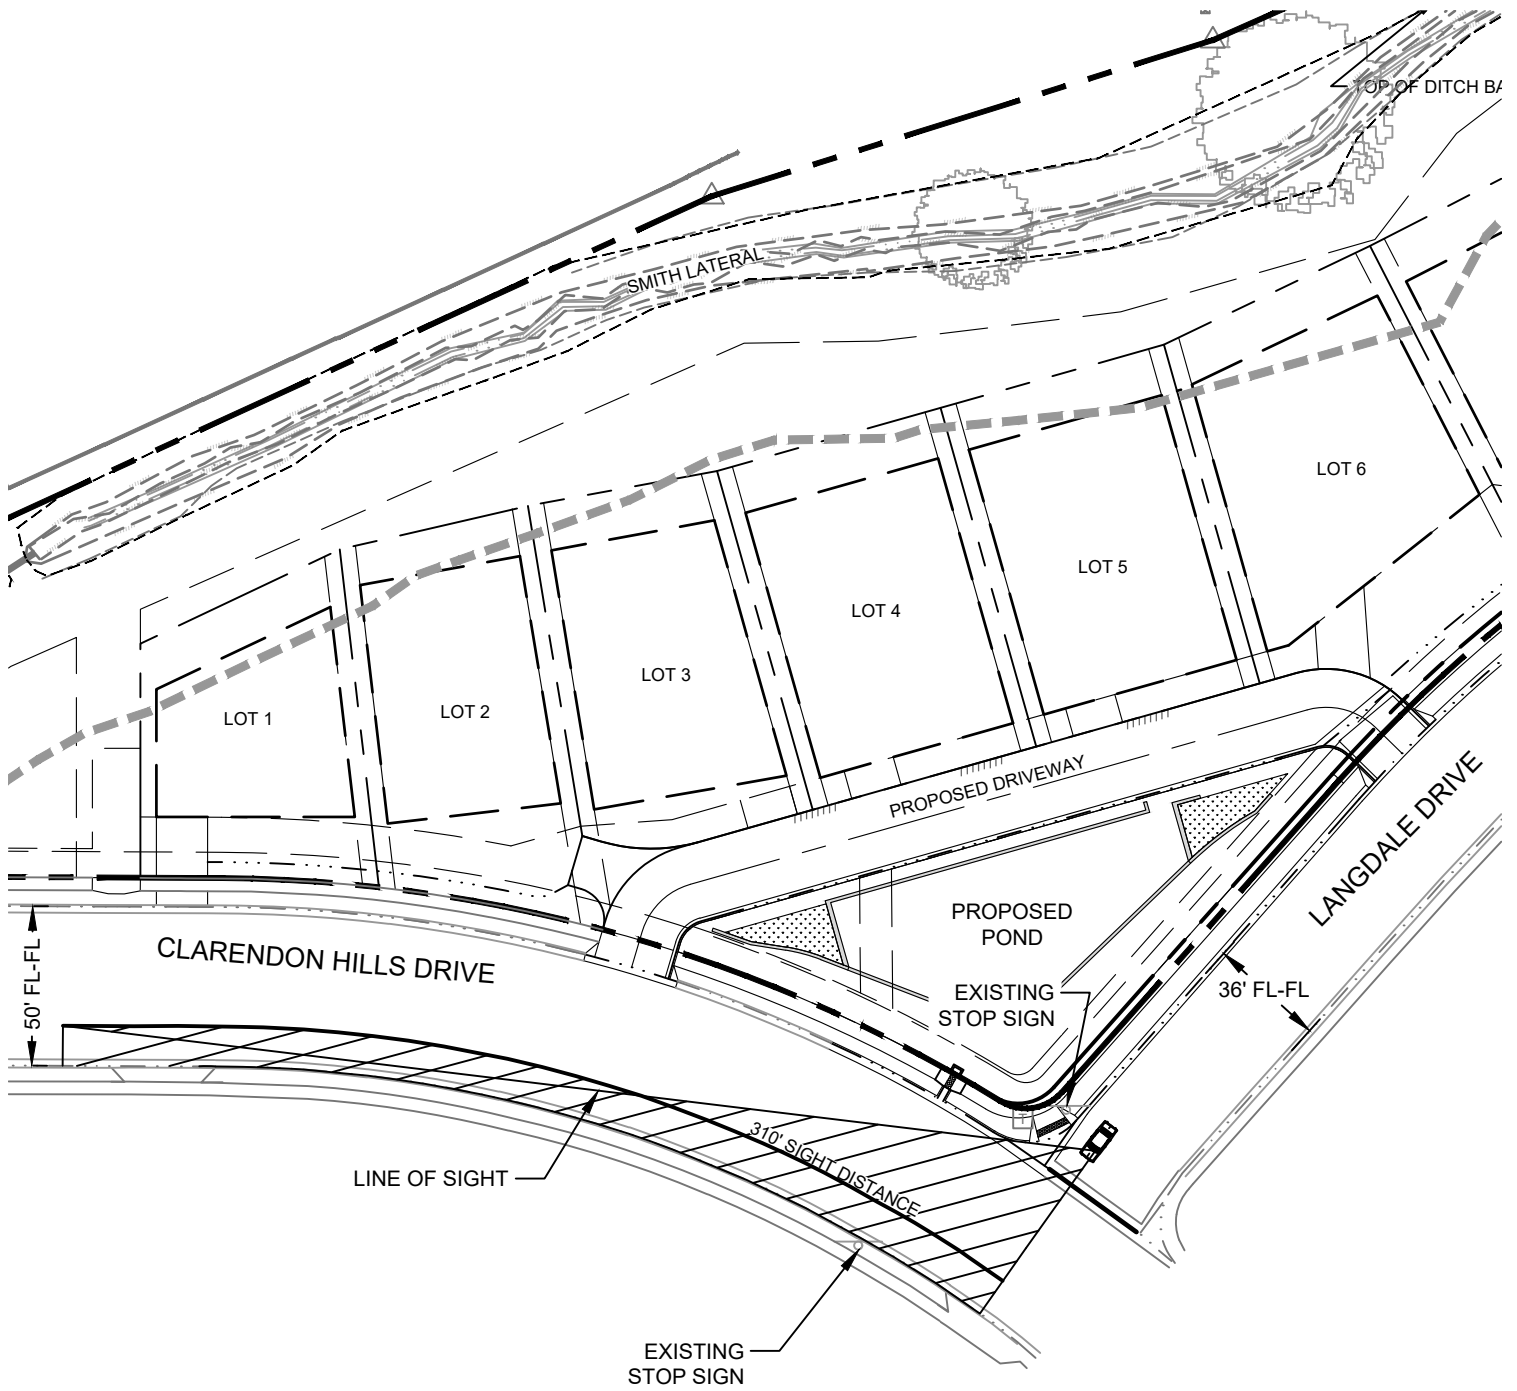 TOP OF DITCH BA
SMITH LATERAL
LOT 6
LOT 5
LOT 4
LOT 3
LOT 2
LOT 1
PROPOSED DRIVEWAY
LANGDALE DRIVE
PROPOSED
POND
CLARENDON HILLS DRIVE
50' FL-FL
36' FL-FL
EXISTING
STOP SIGN
310' SIGHT DISTANCE
LINE OF SIGHT
EXISTING
STOP SIGN